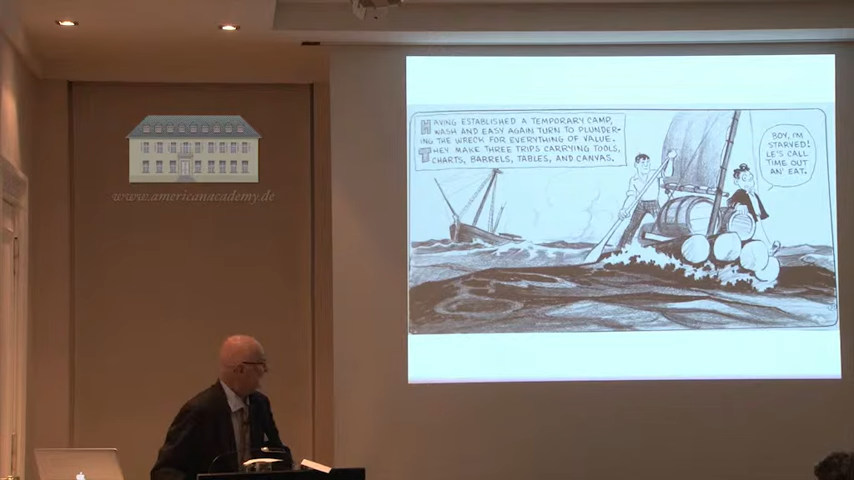 www.americanacademy.de
HAVING ESTABLISHED A TEMPORARY CAMP,
WASH AND EASY AGAIN TURN TO PLUNDER-
ING THE WRECK FOR EVERYTHING OF VALUE.
THEY MAKE THREE TRIPS CARRYING TOOLS,
CHARTS, BARRELS, TABLES, AND CANVAS.
BOY, I'M
STARVED!
LE'S CALL
TIME OUT
AN' EAT.